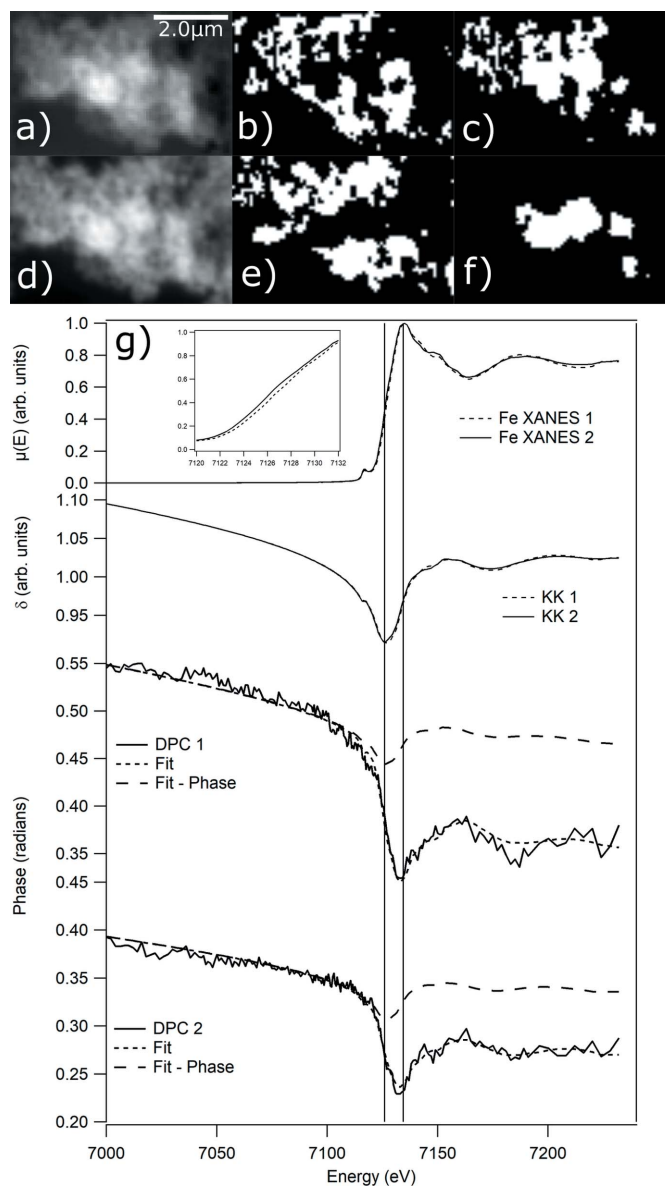 2.0μm
a)
b)
c)
d)
e)
f)
g)
μ(E) (arb. units)
1.0
0.8
0.6
0.4
0.2
0.0
1.0
0.8
0.6
0.4
0.2
0.0
7120 7122 7124 7126 7128 7130 7132
Fe XANES 1
Fe XANES 2
δ (arb. units)
1.10
1.05
1.00
0.95
KK 1
KK 2
Phase (radians)
0.55
0.50
0.45
0.40
0.35
DPC 1
Fit
Fit - Phase
0.45
0.40
0.35
0.30
0.25
0.20
DPC 2
Fit
Fit - Phase
7000 7050 7100 7150 7200
Energy (eV)